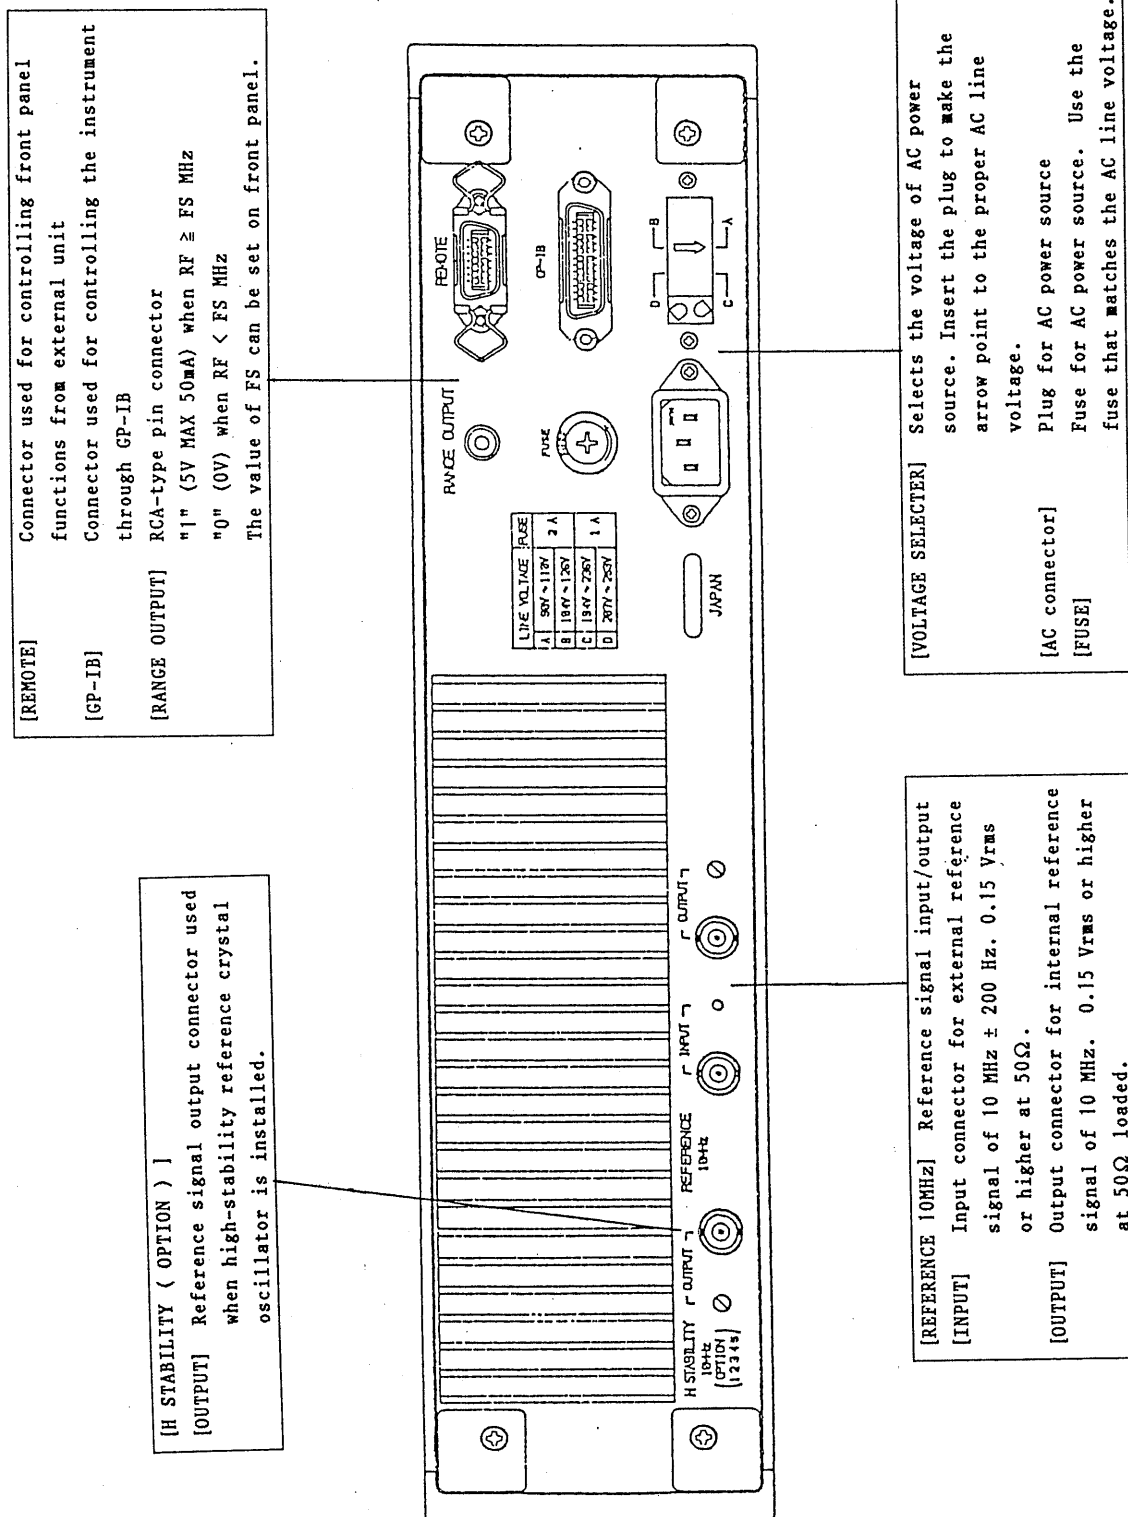 [H STABILITY ( OPTION ) ]
[OUTPUT] Reference signal output connector used
when high-stability reference crystal
oscillator is installed.
[REMOTE] Connector used for controlling front panel
functions from external unit
[GP-IB] Connector used for controlling the instrument
through GP-IB
[RANGE OUTPUT] RCA-type pin connector
"1" (5V MAX 50mA) when RF ≧ FS MHz
"0" (0V) when RF < FS MHz
The value of FS can be set on front panel.
REMOTE
RANGE OUTPUT
GP-IB
FUSE
LINE VOLTAGE FUSE
A 90V~110V 2A
B 104V~126V
C 194V~236V 1A
D 207V~253V
D B
C A
JAPAN
H STABILITY
10MHz
(OPTION
1 2 3 4 5)
OUTPUT
REFERENCE
10MHz
INPUT
OUTPUT
[REFERENCE 10MHz] Reference signal input/output
[INPUT] Input connector for external reference
signal of 10 MHz ± 200 Hz. 0.15 Vrms
or higher at 50Ω.
[OUTPUT] Output connector for internal reference
signal of 10 MHz. 0.15 Vrms or higher
at 50Ω loaded.
[VOLTAGE SELECTER] Selects the voltage of AC power
source. Insert the plug to make the
arrow point to the proper AC line
voltage.
[AC connector] Plug for AC power source
[FUSE] Fuse for AC power source. Use the
fuse that matches the AC line voltage.